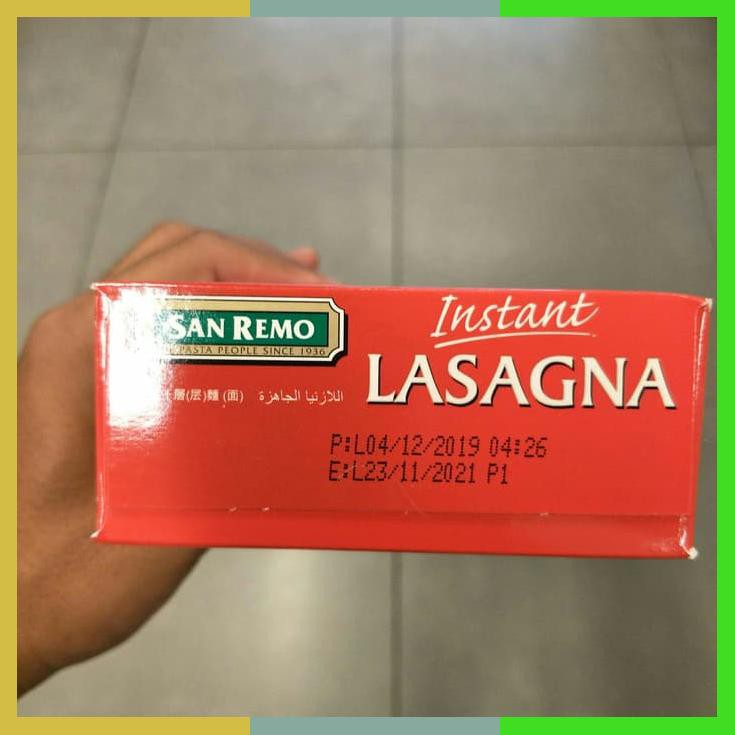 SAN REMO
PASTA PEOPLE SINCE 1936
Instant
LASAGNA
層(层)麵 (面) اللازنيا الجاهزة
P:L04/12/2019 04:26
E:L23/11/2021 P1